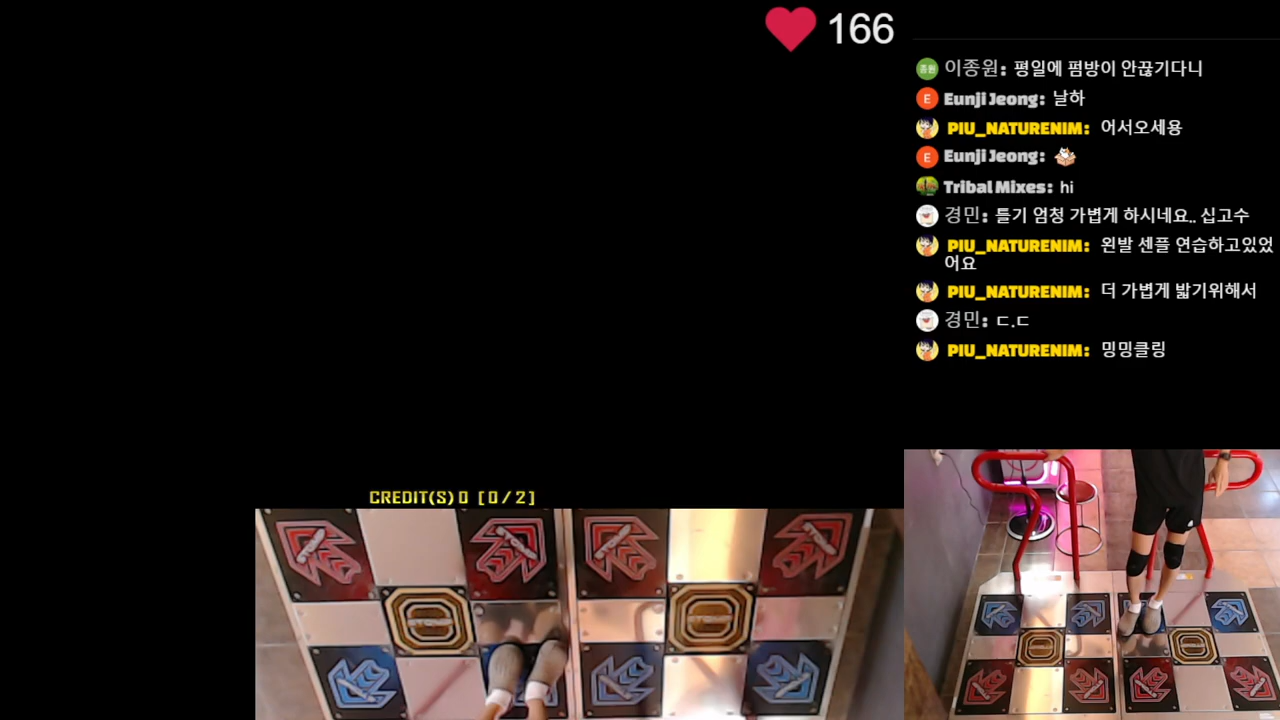 166
이종원: 평일에 펌방이 안끊기다니
Eunji Jeong: 날하
PIU_NATURENIM: 어서오세용
Eunji Jeong:
Tribal Mixes: hi
경민: 틀기 엄청 가볍게 하시네요.. 십고수
PIU_NATURENIM: 왼발 센플 연습하고있었
어요
PIU_NATURENIM: 더 가볍게 밟기위해서
경민: ㄷ.ㄷ
PIU_NATURENIM: 밍밍클링
CREDIT(S) 0 [0/2]